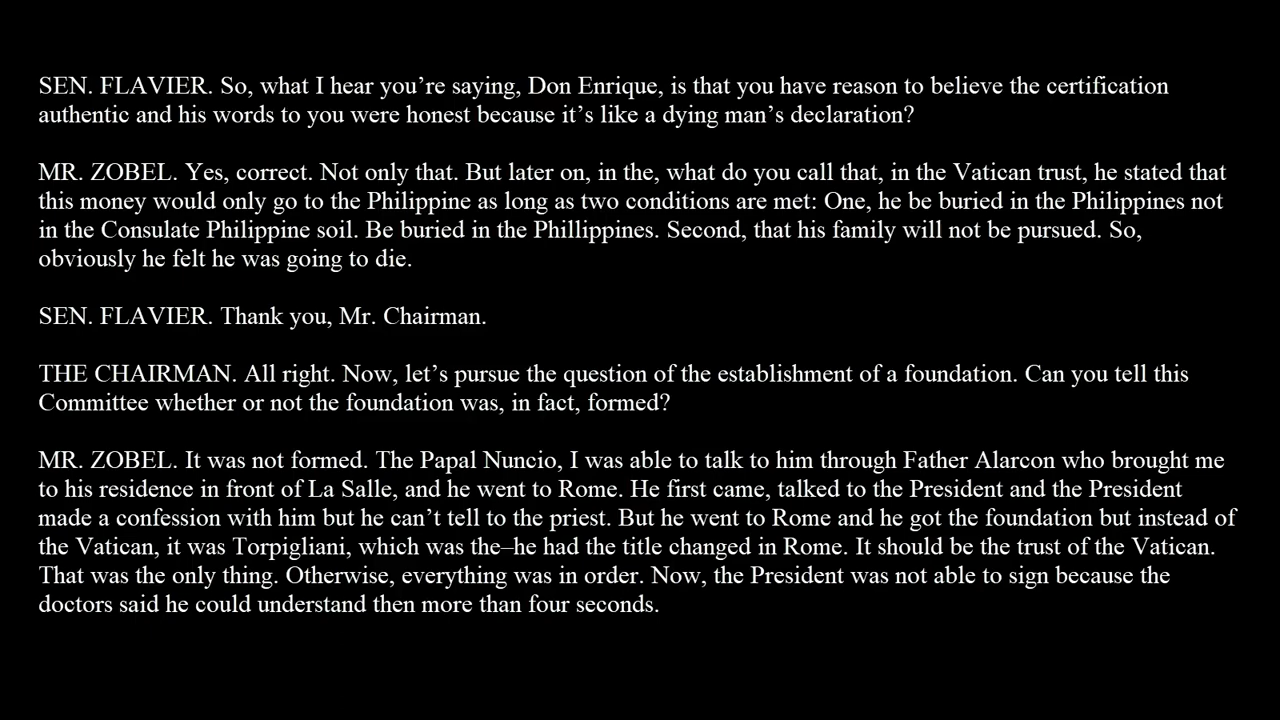 SEN. FLAVIER. So, what I hear you’re saying, Don Enrique, is that you have reason to believe the certification
authentic and his words to you were honest because it’s like a dying man’s declaration?
MR. ZOBEL. Yes, correct. Not only that. But later on, in the, what do you call that, in the Vatican trust, he stated that
this money would only go to the Philippine as long as two conditions are met: One, he be buried in the Philippines not
in the Consulate Philippine soil. Be buried in the Phillippines. Second, that his family will not be pursued. So,
obviously he felt he was going to die.
SEN. FLAVIER. Thank you, Mr. Chairman.
THE CHAIRMAN. All right. Now, let’s pursue the question of the establishment of a foundation. Can you tell this
Committee whether or not the foundation was, in fact, formed?
MR. ZOBEL. It was not formed. The Papal Nuncio, I was able to talk to him through Father Alarcon who brought me
to his residence in front of La Salle, and he went to Rome. He first came, talked to the President and the President
made a confession with him but he can’t tell to the priest. But he went to Rome and he got the foundation but instead of
the Vatican, it was Torpigliani, which was the–he had the title changed in Rome. It should be the trust of the Vatican.
That was the only thing. Otherwise, everything was in order. Now, the President was not able to sign because the
doctors said he could understand then more than four seconds.